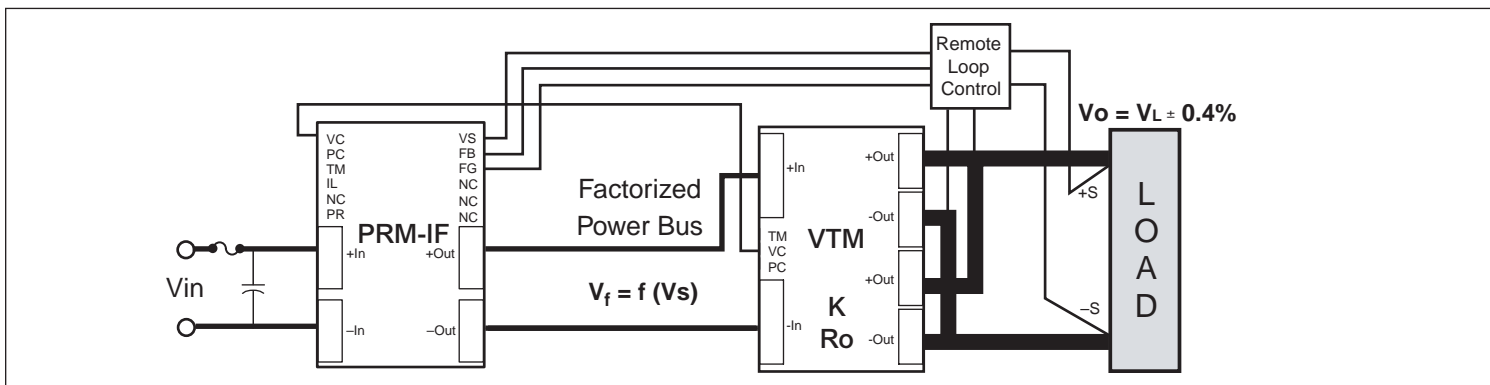 Remote
Loop
Control
Vo = VL ± 0.4%
VC
PC
TM
IL
NC
PR
VS
FB
FG
NC
NC
NC
PRM-IF
+In
+Out
–In
–Out
Vin
Factorized
Power Bus
Vf = f (Vs)
+In
TM
VC
PC
-In
VTM
K
Ro
+Out
-Out
+Out
-Out
+S
–S
L
O
A
D